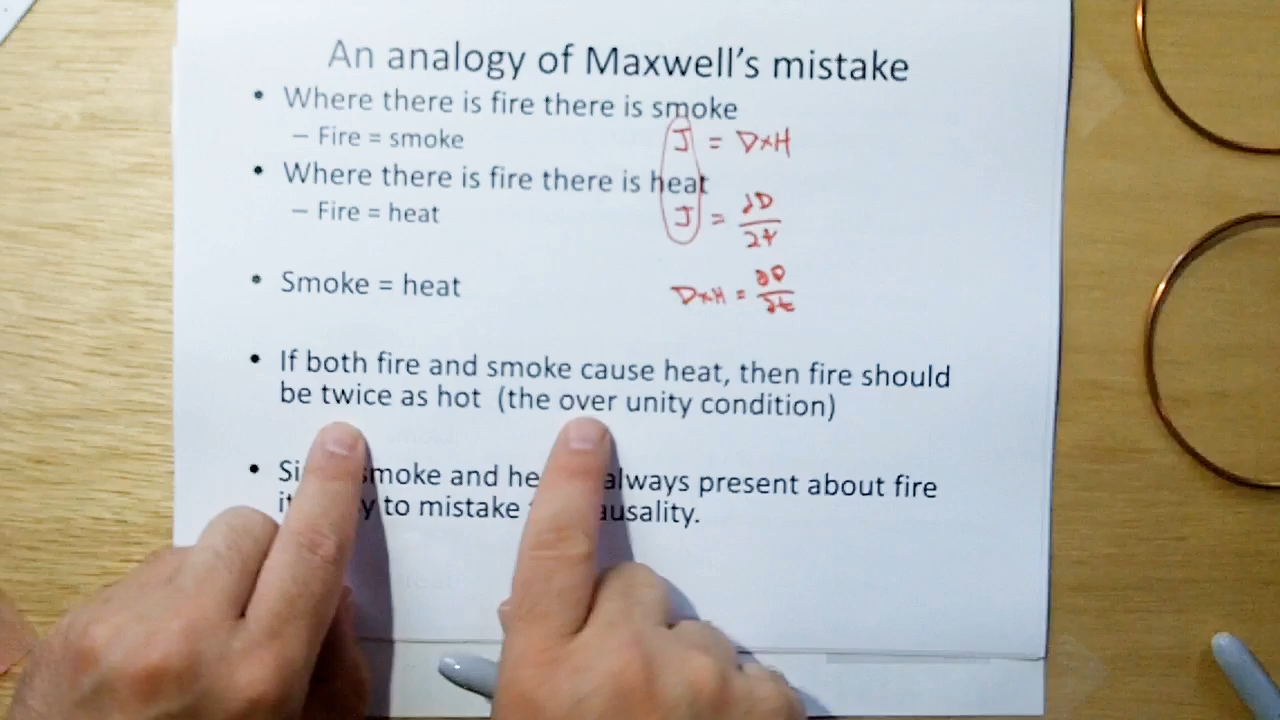 An analogy of Maxwell's mistake
• Where there is fire there is smoke
– Fire = smoke
J = ∇×H
• Where there is fire there is heat
– Fire = heat
J = ∂D/∂t
• Smoke = heat
∇×H = ∂D/∂t
• If both fire and smoke cause heat, then fire should
be twice as hot (the over unity condition)
• smoke and always present about fire
to mistake